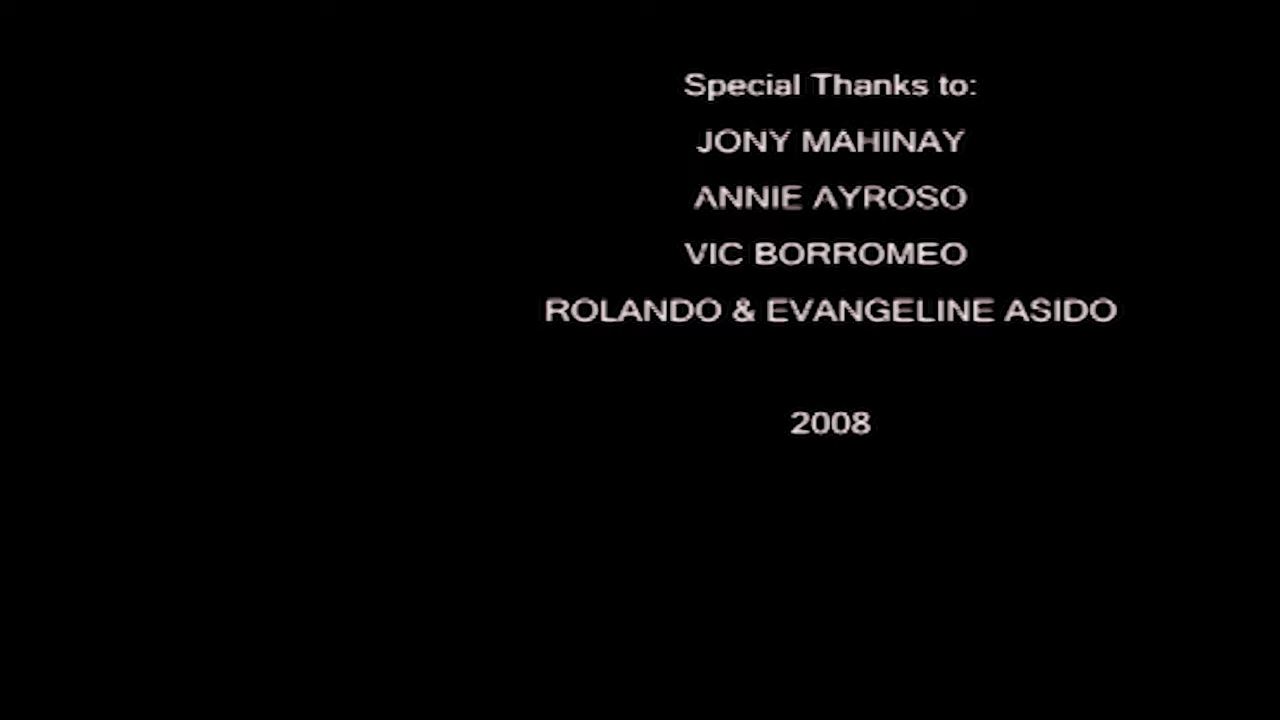 Special Thanks to:
JONY MAHINAY
ANNIE AYROSO
VIC BORROMEO
ROLANDO & EVANGELINE ASIDO
2008